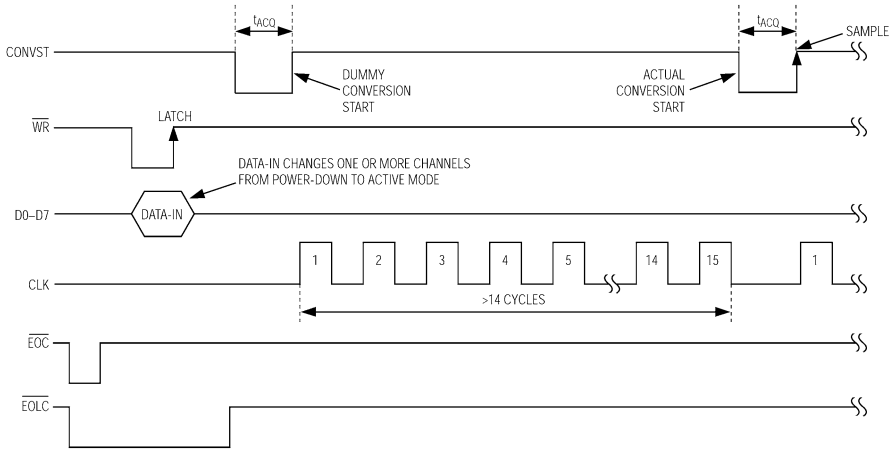 tACQ
tACQ
SAMPLE
CONVST
DUMMY
CONVERSION
START
ACTUAL
CONVERSION
START
WR
LATCH
DATA-IN CHANGES ONE OR MORE CHANNELS
FROM POWER-DOWN TO ACTIVE MODE
D0–D7
DATA-IN
CLK
1 2 3 4 5 14 15 1
>14 CYCLES
EOC
EOLC